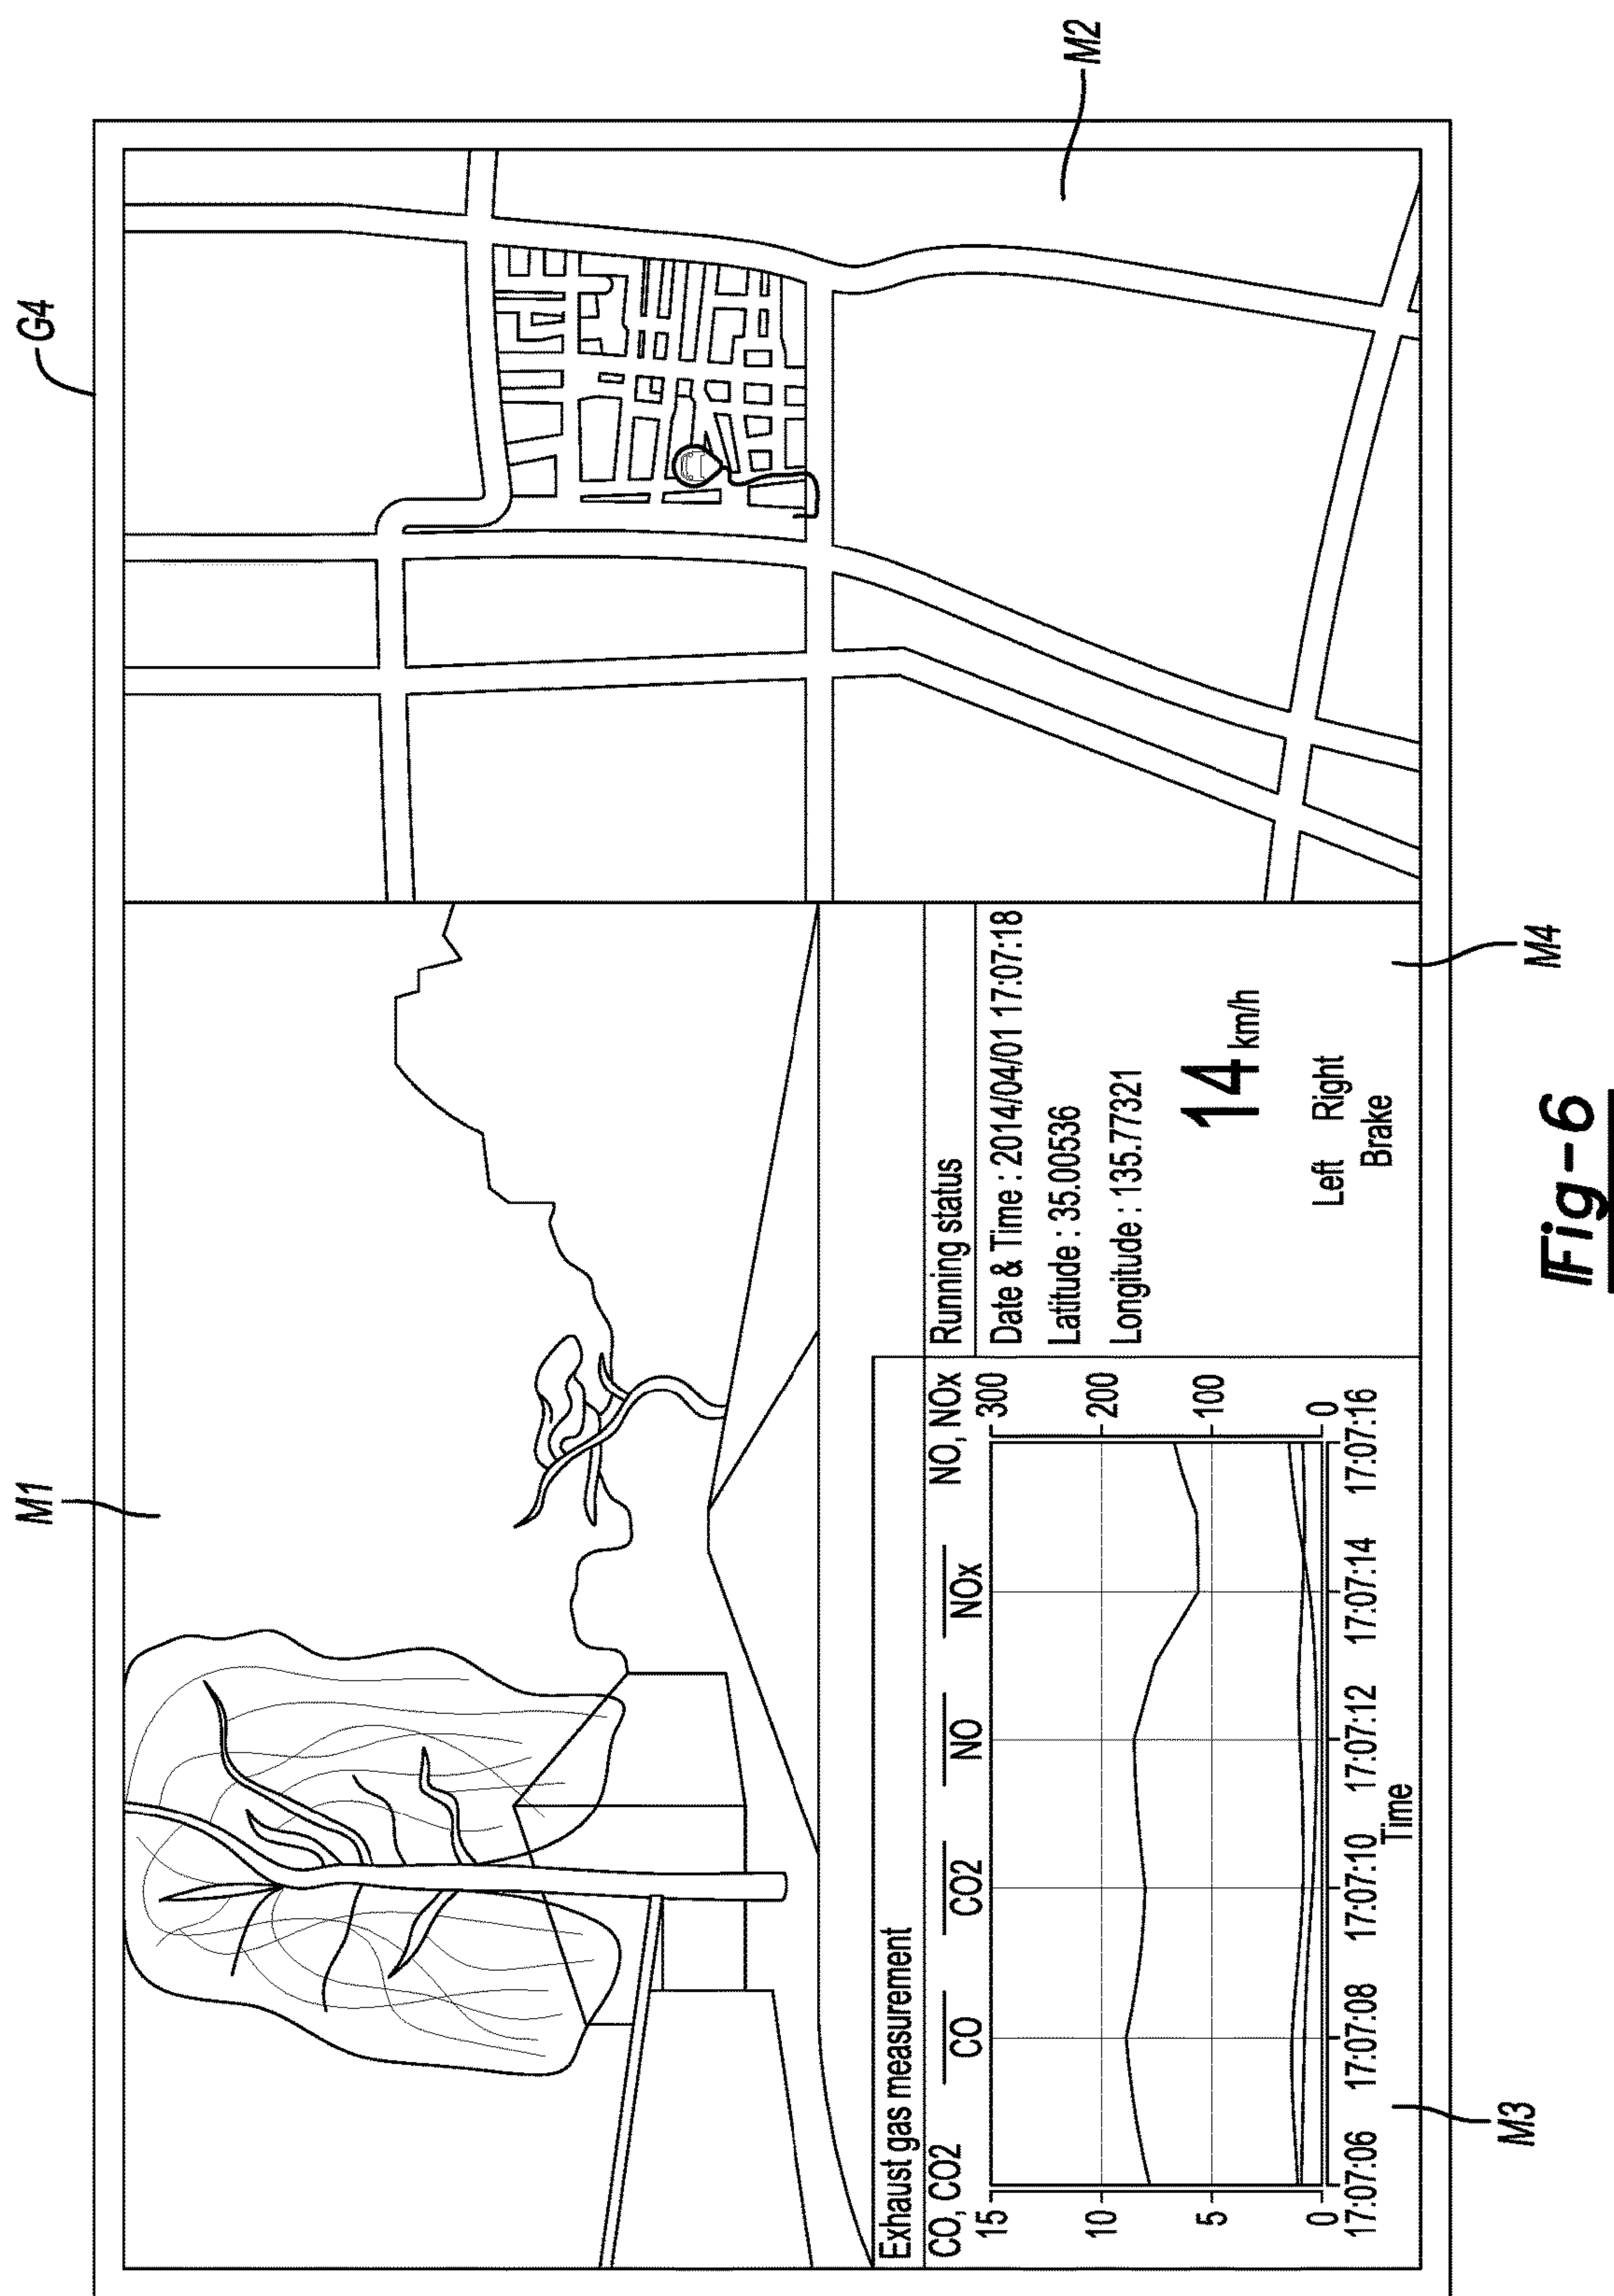 G4
M1
M2
Exhaust gas measurement
CO, CO2
CO
CO2
NO
NOx
NO, NOx
15
10
5
0
300
200
100
0
17:07:06
17:07:08
17:07:10
17:07:12
17:07:14
17:07:16
Time
Running status
Date & Time : 2014/04/01 17:07:18
Latitude : 35.00536
Longitude : 135.77321
14 km/h
Left Right
Brake
M3
M4
Fig-6